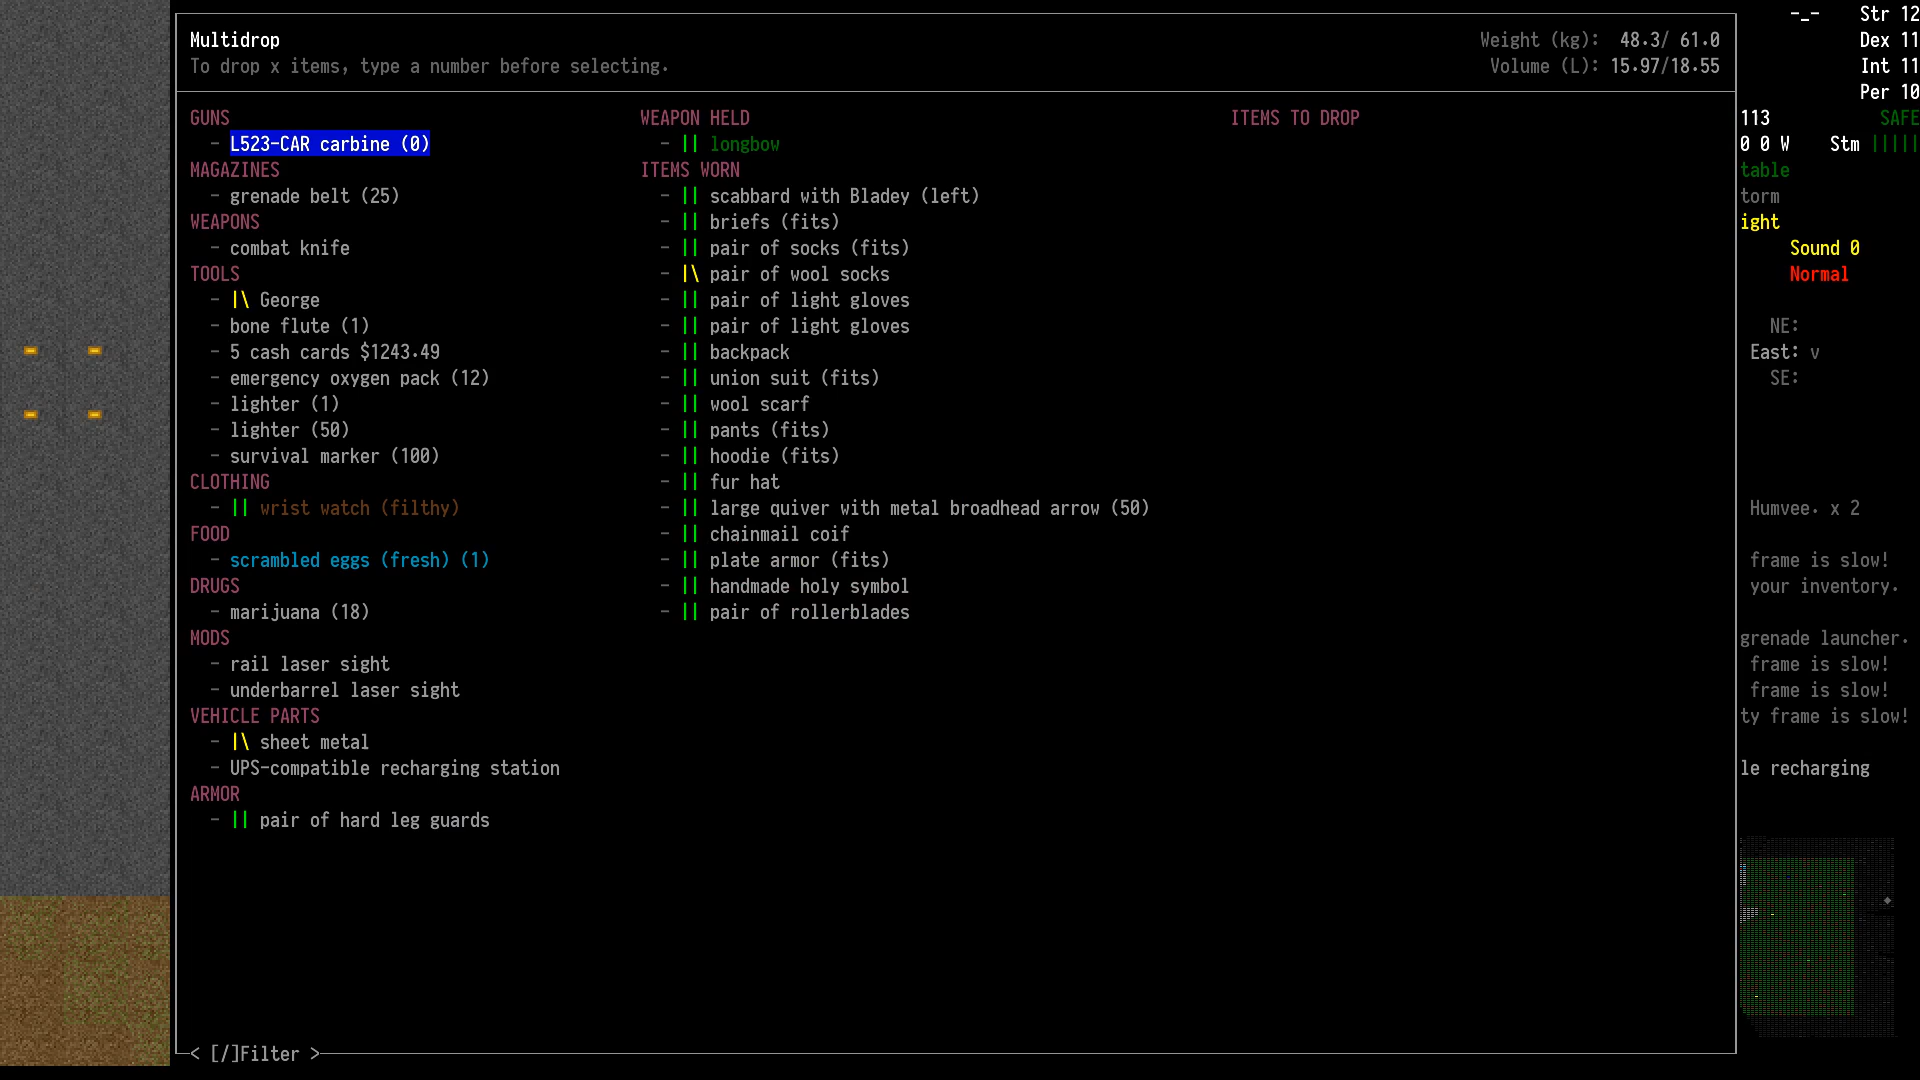 Multidrop
To drop x items, type a number before selecting.
Weight (kg): 48.3/ 61.0
Volume (L): 15.97/18.55
GUNS
- L523-CAR carbine (0)
MAGAZINES
- grenade belt (25)
WEAPONS
- combat knife
TOOLS
- |\ George
- bone flute (1)
- 5 cash cards $1243.49
- emergency oxygen pack (12)
- lighter (1)
- lighter (50)
- survival marker (100)
CLOTHING
- || wrist watch (filthy)
FOOD
- scrambled eggs (fresh) (1)
DRUGS
- marijuana (18)
MODS
- rail laser sight
- underbarrel laser sight
VEHICLE PARTS
- |\ sheet metal
- UPS-compatible recharging station
ARMOR
- || pair of hard leg guards
WEAPON HELD
- || longbow
ITEMS WORN
- || scabbard with Bladey (left)
- || briefs (fits)
- || pair of socks (fits)
- |\ pair of wool socks
- || pair of light gloves
- || pair of light gloves
- || backpack
- || union suit (fits)
- || wool scarf
- || pants (fits)
- || hoodie (fits)
- || fur hat
- || large quiver with metal broadhead arrow (50)
- || chainmail coif
- || plate armor (fits)
- || handmade holy symbol
- || pair of rollerblades
ITEMS TO DROP
< [/]Filter >
-_- Str 12
Dex 11
Int 11
Per 10
113 SAFE
0 0 W Stm |||||
table
torm
ight
Sound 0
Normal
NE:
East: v
SE:
Humvee. x 2
frame is slow!
your inventory.
grenade launcher.
frame is slow!
frame is slow!
ty frame is slow!
le recharging